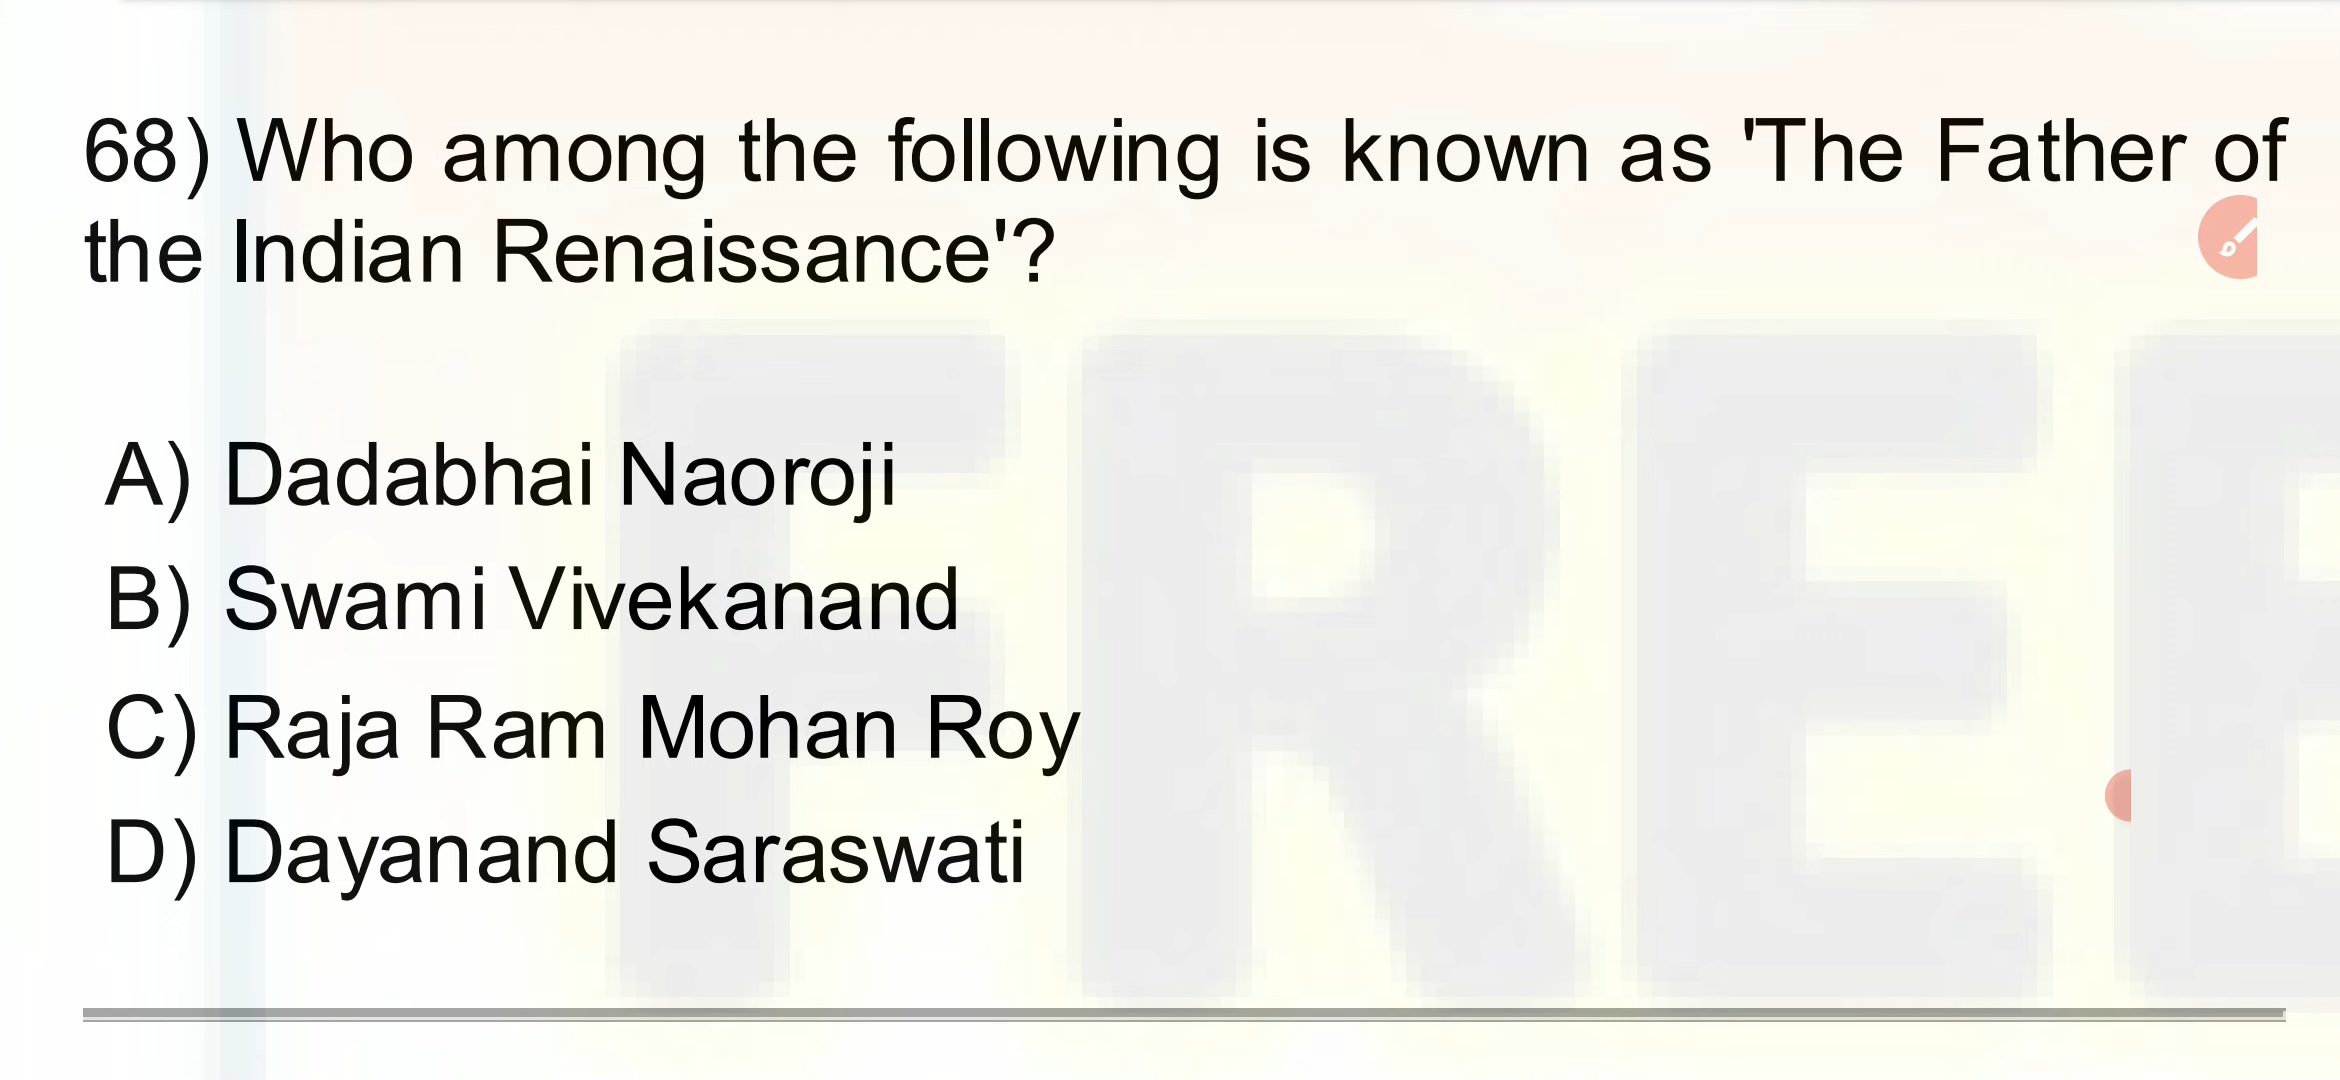 68) Who among the following is known as 'The Father of
the Indian Renaissance'?
A) Dadabhai Naoroji
B) Swami Vivekanand
C) Raja Ram Mohan Roy
D) Dayanand Saraswati